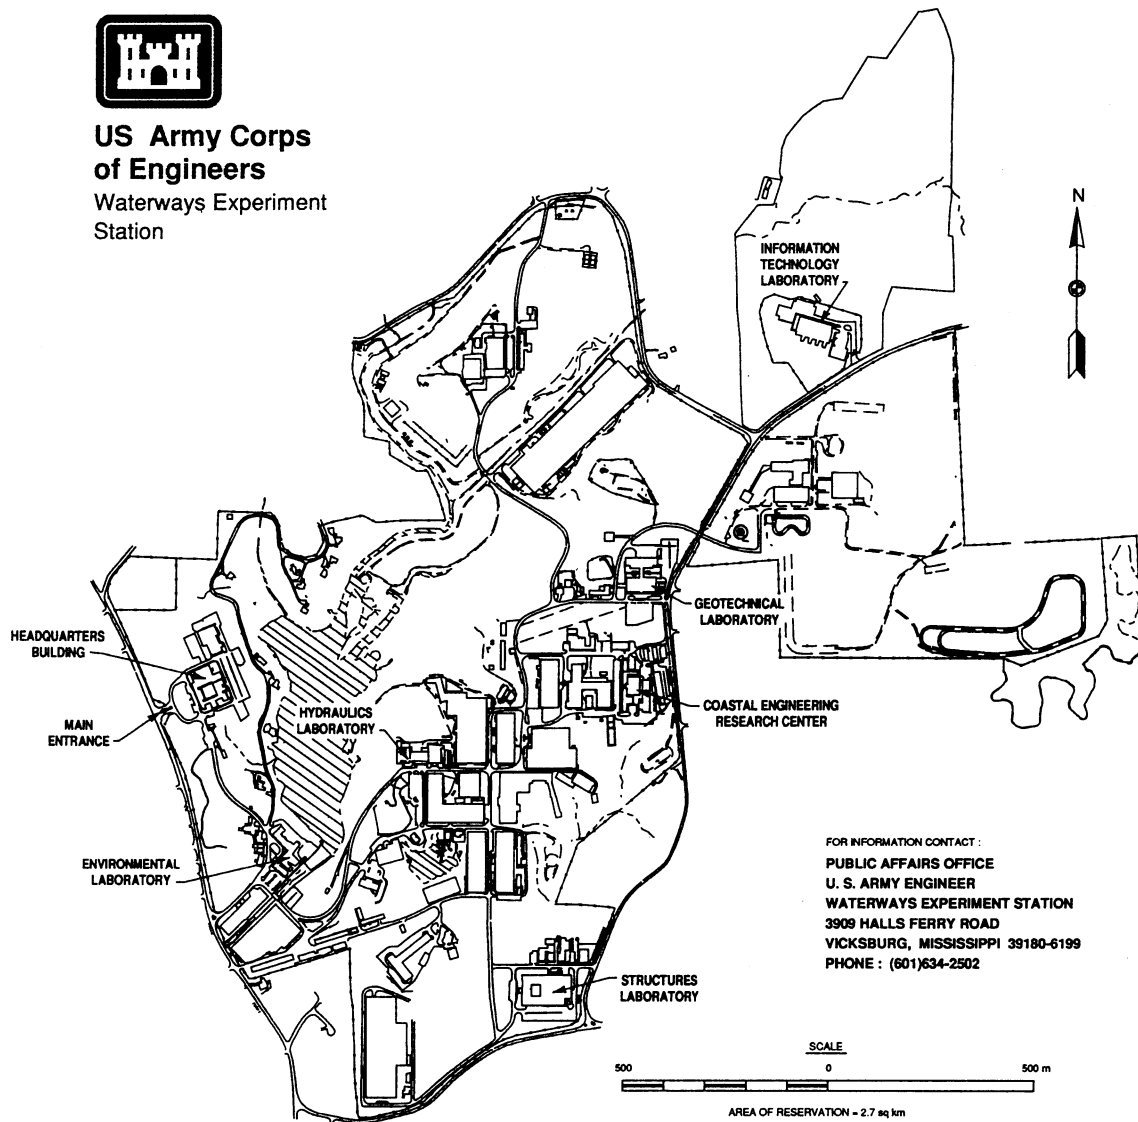 US Army Corps
of Engineers
Waterways Experiment
Station
N
INFORMATION
TECHNOLOGY
LABORATORY
GEOTECHNICAL
LABORATORY
HEADQUARTERS
BUILDING
MAIN
ENTRANCE
HYDRAULICS
LABORATORY
COASTAL ENGINEERING
RESEARCH CENTER
ENVIRONMENTAL
LABORATORY
STRUCTURES
LABORATORY
FOR INFORMATION CONTACT :
PUBLIC AFFAIRS OFFICE
U. S. ARMY ENGINEER
WATERWAYS EXPERIMENT STATION
3909 HALLS FERRY ROAD
VICKSBURG, MISSISSIPPI 39180-6199
PHONE : (601)634-2502
SCALE
500 0 500 m
AREA OF RESERVATION = 2.7 sq km